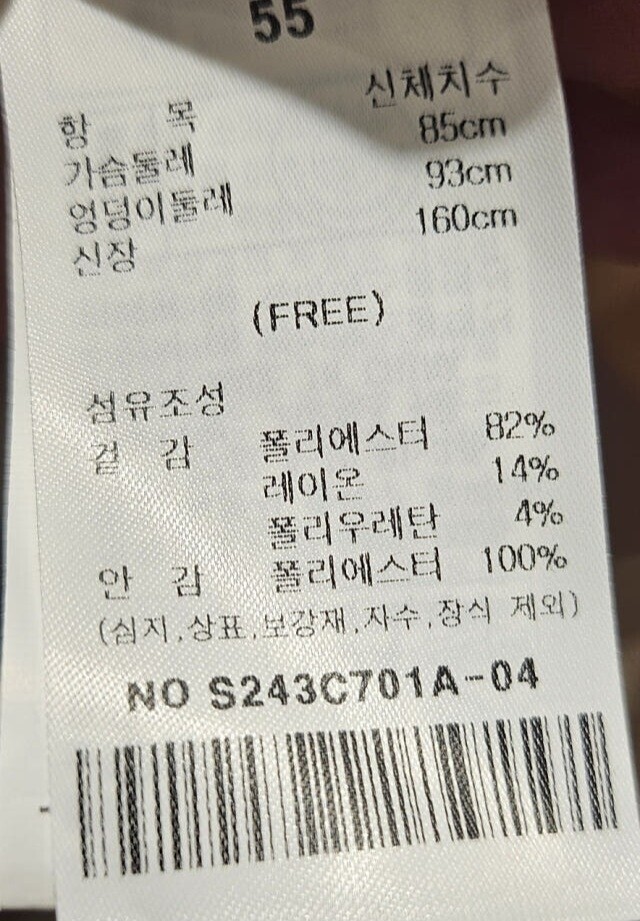 55
항 목 신체치수
가슴둘레 85cm
엉덩이둘레 93cm
신장 160cm
(FREE)
섬유조성
겉 감 폴리에스터 82%
레이온 14%
폴리우레탄 4%
안 감 폴리에스터 100%
(심지,상표,보강재,자수,장식 제외)
NO S243C701A-04